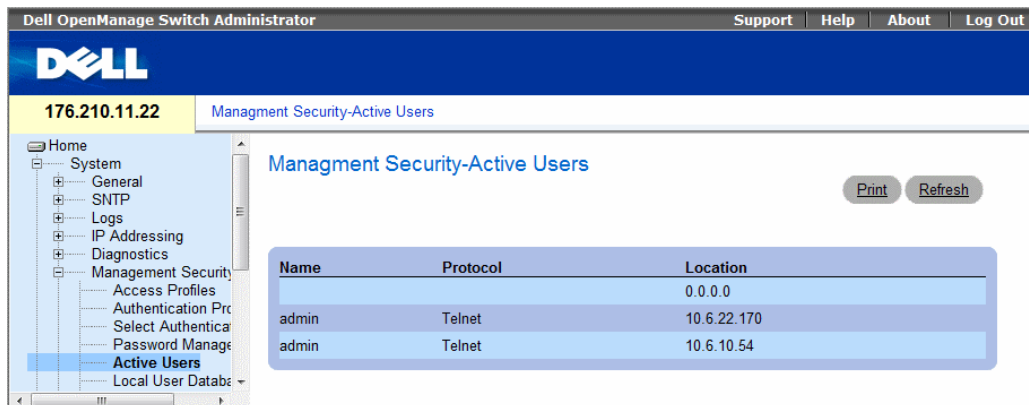 Dell OpenManage Switch Administrator Support Help About Log Out
DELL
176.210.11.22 Managment Security-Active Users
Home
System
General
SNTP
Logs
IP Addressing
Diagnostics
Management Security
Access Profiles
Authentication Pro
Select Authentica
Password Manage
Active Users
Local User Databa
Managment Security-Active Users
Print Refresh
Name Protocol Location
0.0.0.0
admin Telnet 10.6.22.170
admin Telnet 10.6.10.54